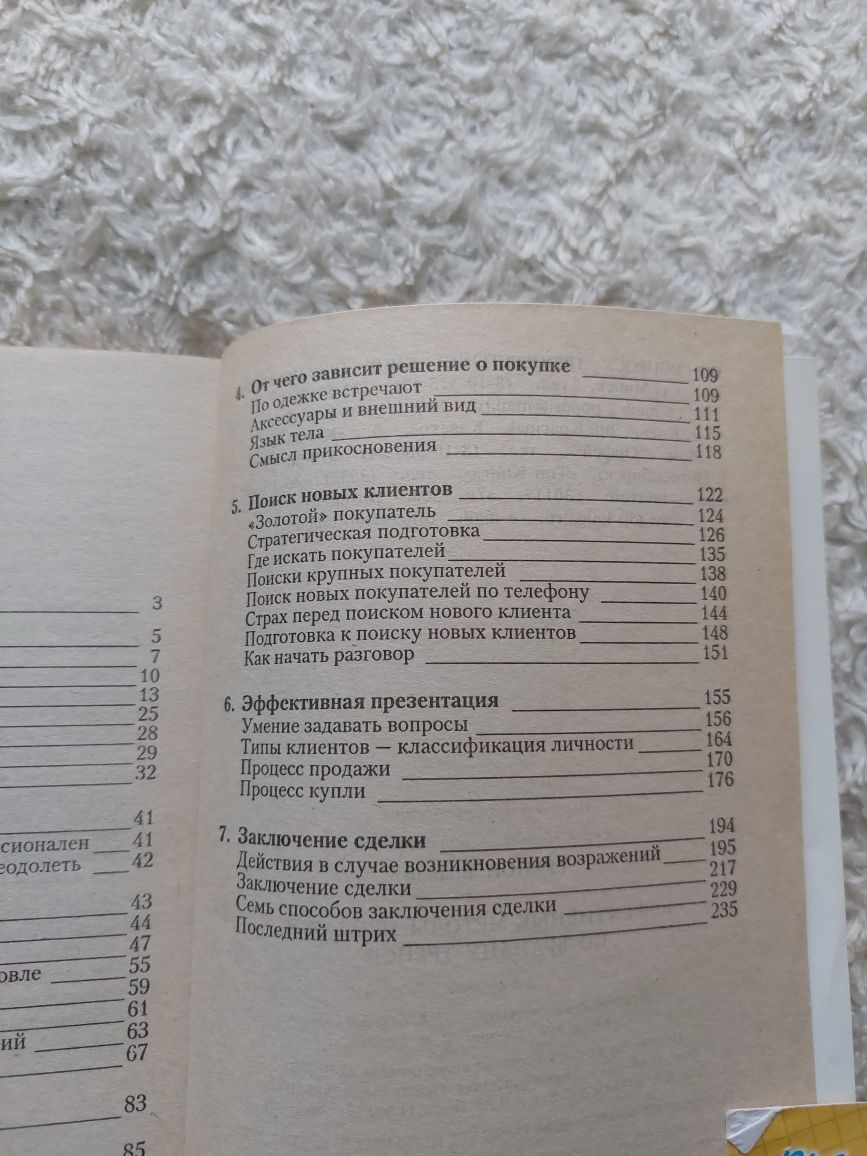 3
5
7
10
13
25
28
29
32
41
сионален 41
еодолеть 42
43
44
47
овле 55
59
61
ий 63
67
83
85
4. От чего зависит решение о покупке 109
По одежке встречают 109
Аксессуары и внешний вид 111
Язык тела 115
Смысл прикосновения 118
5. Поиск новых клиентов 122
«Золотой» покупатель 124
Стратегическая подготовка 126
Где искать покупателей 135
Поиски крупных покупателей 138
Поиск новых покупателей по телефону 140
Страх перед поиском нового клиента 144
Подготовка к поиску новых клиентов 148
Как начать разговор 151
6. Эффективная презентация 155
Умение задавать вопросы 156
Типы клиентов — классификация личности 164
Процесс продажи 170
Процесс купли 176
7. Заключение сделки 194
Действия в случае возникновения возражений 195
Заключение сделки 217
Семь способов заключения сделки 229
Последний штрих 235